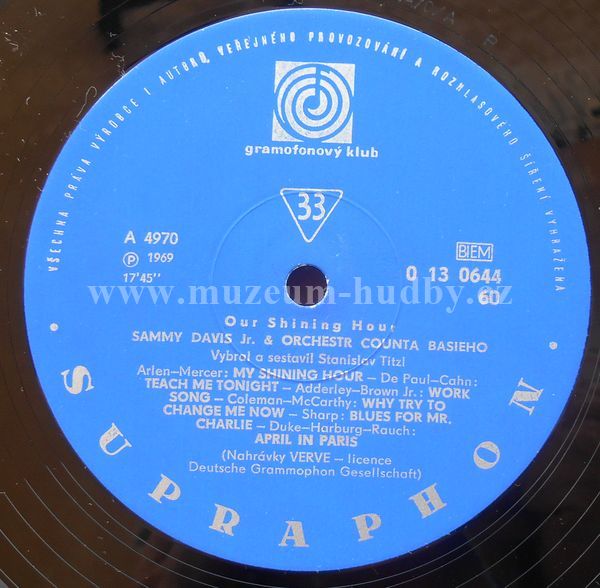 VŠECHNA PRÁVA VÝROBCE I AUTORŮ, VEŘEJNÉHO PROVOZOVÁNÍ A ROZHLASOVÉHO ŠÍŘENÍ VYHRAŽENA.
gramofonový klub
33
A 4970
BIEM
Ⓟ 1969
17'45''
0 13 0644
60
www.muzeum-hudby.cz
Our Shining Hour
SAMMY DAVIS Jr. & ORCHESTR COUNTA BASIEHO
Vybral a sestavil Stanislav Titzl
Arlen–Mercer: MY SHINING HOUR – De Paul–Cahn:
TEACH ME TONIGHT – Adderley–Brown Jr.: WORK
SONG – Coleman–McCarthy: WHY TRY TO
CHANGE ME NOW – Sharp: BLUES FOR MR.
CHARLIE – Duke–Harburg–Rauch:
APRIL IN PARIS
(Nahrávky VERVE – licence
Deutsche Grammophon Gesellschaft)
• SUPRAPHON •